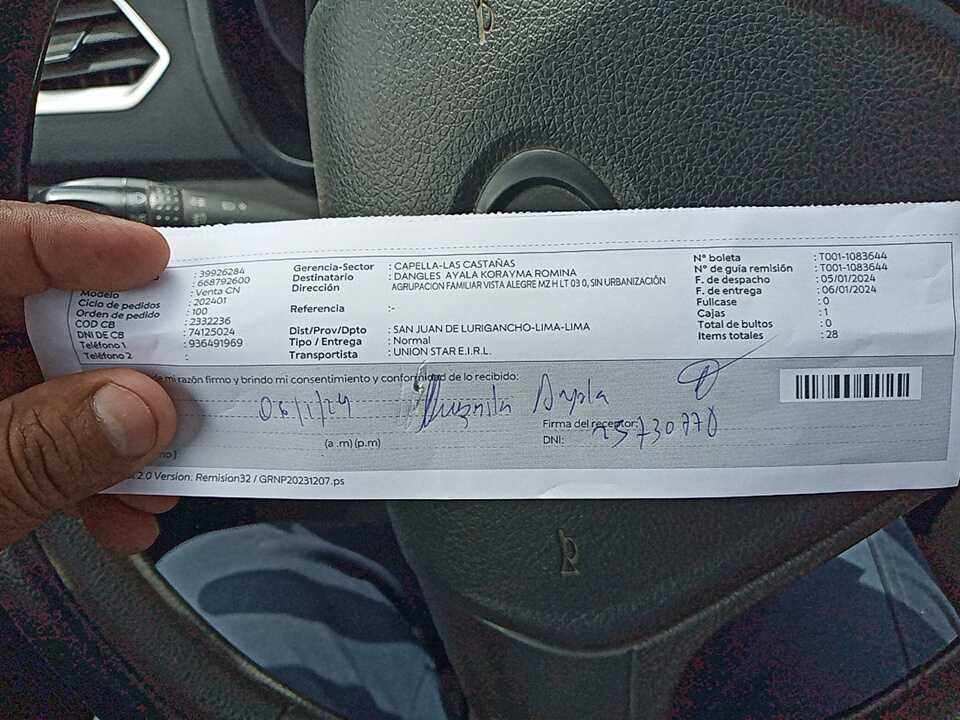 : 39926284
: 668792600
Modelo : Venta CN
Ciclo de pedidos : 202401
Orden de pedido : 100
COD CB : 2332236
DNI DE CB : 74125024
Teléfono 1 : 936491969
Teléfono 2 :
Gerencia-Sector : CAPELLA-LAS CASTAÑAS
Destinatario : DANGLES AYALA KORAYMA ROMINA
Dirección : AGRUPACION FAMILIAR VISTA ALEGRE MZ H LT 03 0, SIN URBANIZACIÓN
Referencia :-
Dist/Prov/Dpto : SAN JUAN DE LURIGANCHO-LIMA-LIMA
Tipo / Entrega : Normal
Transportista : UNION STAR E.I.R.L.
N° boleta : T001-1083644
N° de guía remisión : T001-1083644
F. de despacho : 05/01/2024
F. de entrega : 06/01/2024
Fullcase : 0
Cajas : 1
Total de bultos : 0
Items totales : 28
de mi razón firmo y brindo mi consentimiento y conformidad de lo recibido:
06/1/24
Ayala
(a .m) (p.m)
Firma del receptor:
DNI: 25730770
2.0 Version: Remision32 / GRNP20231207.ps